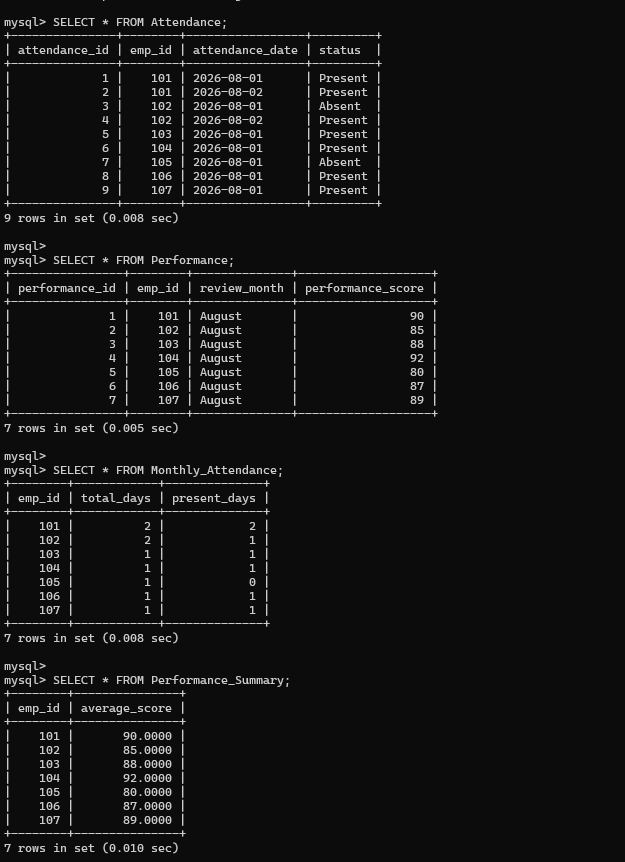 mysql> SELECT * FROM Attendance;
+---------------+--------+-----------------+---------+
| attendance_id | emp_id | attendance_date | status  |
+---------------+--------+-----------------+---------+
|             1 |    101 | 2026-08-01      | Present |
|             2 |    101 | 2026-08-02      | Present |
|             3 |    102 | 2026-08-01      | Absent  |
|             4 |    102 | 2026-08-02      | Present |
|             5 |    103 | 2026-08-01      | Present |
|             6 |    104 | 2026-08-01      | Present |
|             7 |    105 | 2026-08-01      | Absent  |
|             8 |    106 | 2026-08-01      | Present |
|             9 |    107 | 2026-08-01      | Present |
+---------------+--------+-----------------+---------+
9 rows in set (0.008 sec)
mysql>
mysql> SELECT * FROM Performance;
+----------------+--------+--------------+-------------------+
| performance_id | emp_id | review_month | performance_score |
+----------------+--------+--------------+-------------------+
|              1 |    101 | August       |                90 |
|              2 |    102 | August       |                85 |
|              3 |    103 | August       |                88 |
|              4 |    104 | August       |                92 |
|              5 |    105 | August       |                80 |
|              6 |    106 | August       |                87 |
|              7 |    107 | August       |                89 |
+----------------+--------+--------------+-------------------+
7 rows in set (0.005 sec)
mysql>
mysql> SELECT * FROM Monthly_Attendance;
+--------+------------+--------------+
| emp_id | total_days | present_days |
+--------+------------+--------------+
|    101 |          2 |            2 |
|    102 |          2 |            1 |
|    103 |          1 |            1 |
|    104 |          1 |            1 |
|    105 |          1 |            0 |
|    106 |          1 |            1 |
|    107 |          1 |            1 |
+--------+------------+--------------+
7 rows in set (0.008 sec)
mysql>
mysql> SELECT * FROM Performance_Summary;
+--------+---------------+
| emp_id | average_score |
+--------+---------------+
|    101 |       90.0000 |
|    102 |       85.0000 |
|    103 |       88.0000 |
|    104 |       92.0000 |
|    105 |       80.0000 |
|    106 |       87.0000 |
|    107 |       89.0000 |
+--------+---------------+
7 rows in set (0.010 sec)